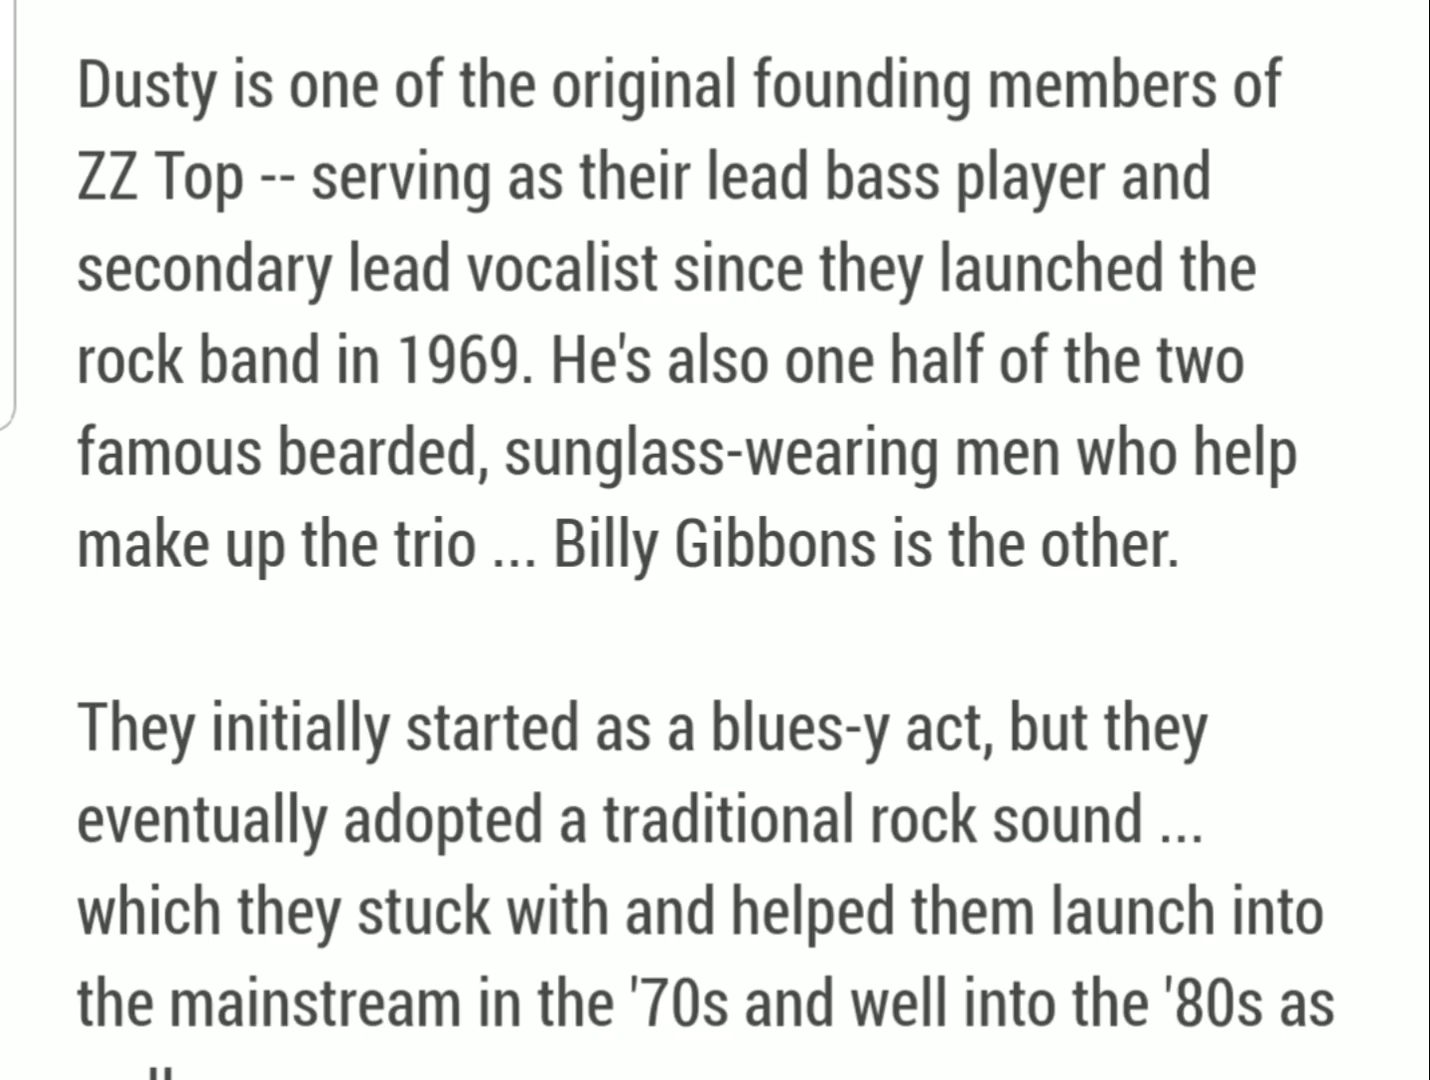 Dusty is one of the original founding members of
ZZ Top -- serving as their lead bass player and
secondary lead vocalist since they launched the
rock band in 1969. He's also one half of the two
famous bearded, sunglass-wearing men who help
make up the trio ... Billy Gibbons is the other.
They initially started as a blues-y act, but they
eventually adopted a traditional rock sound ...
which they stuck with and helped them launch into
the mainstream in the '70s and well into the '80s as